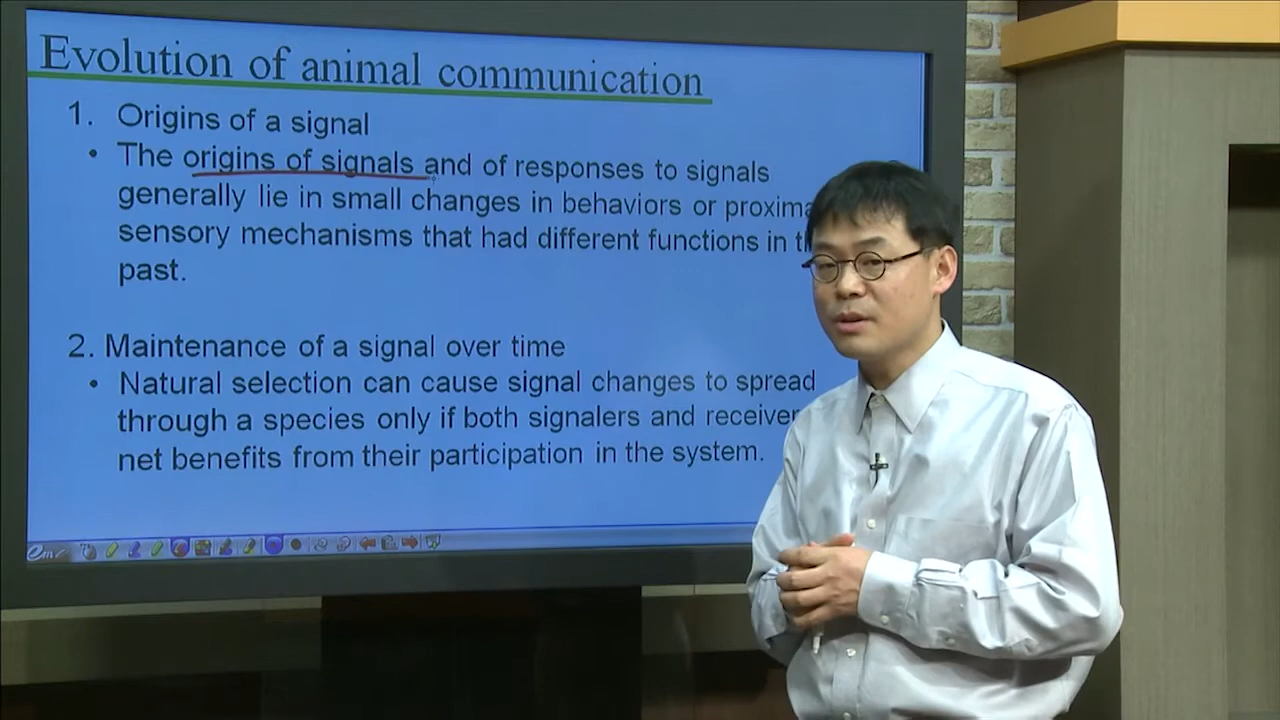 Evolution of animal communication
1. Origins of a signal
• The origins of signals and of responses to signals
generally lie in small changes in behaviors or
sensory mechanisms that had different functions in
past.
2. Maintenance of a signal over time
• Natural selection can cause signal changes to spread
through a species only if both signalers and
net benefits from their participation in the system.